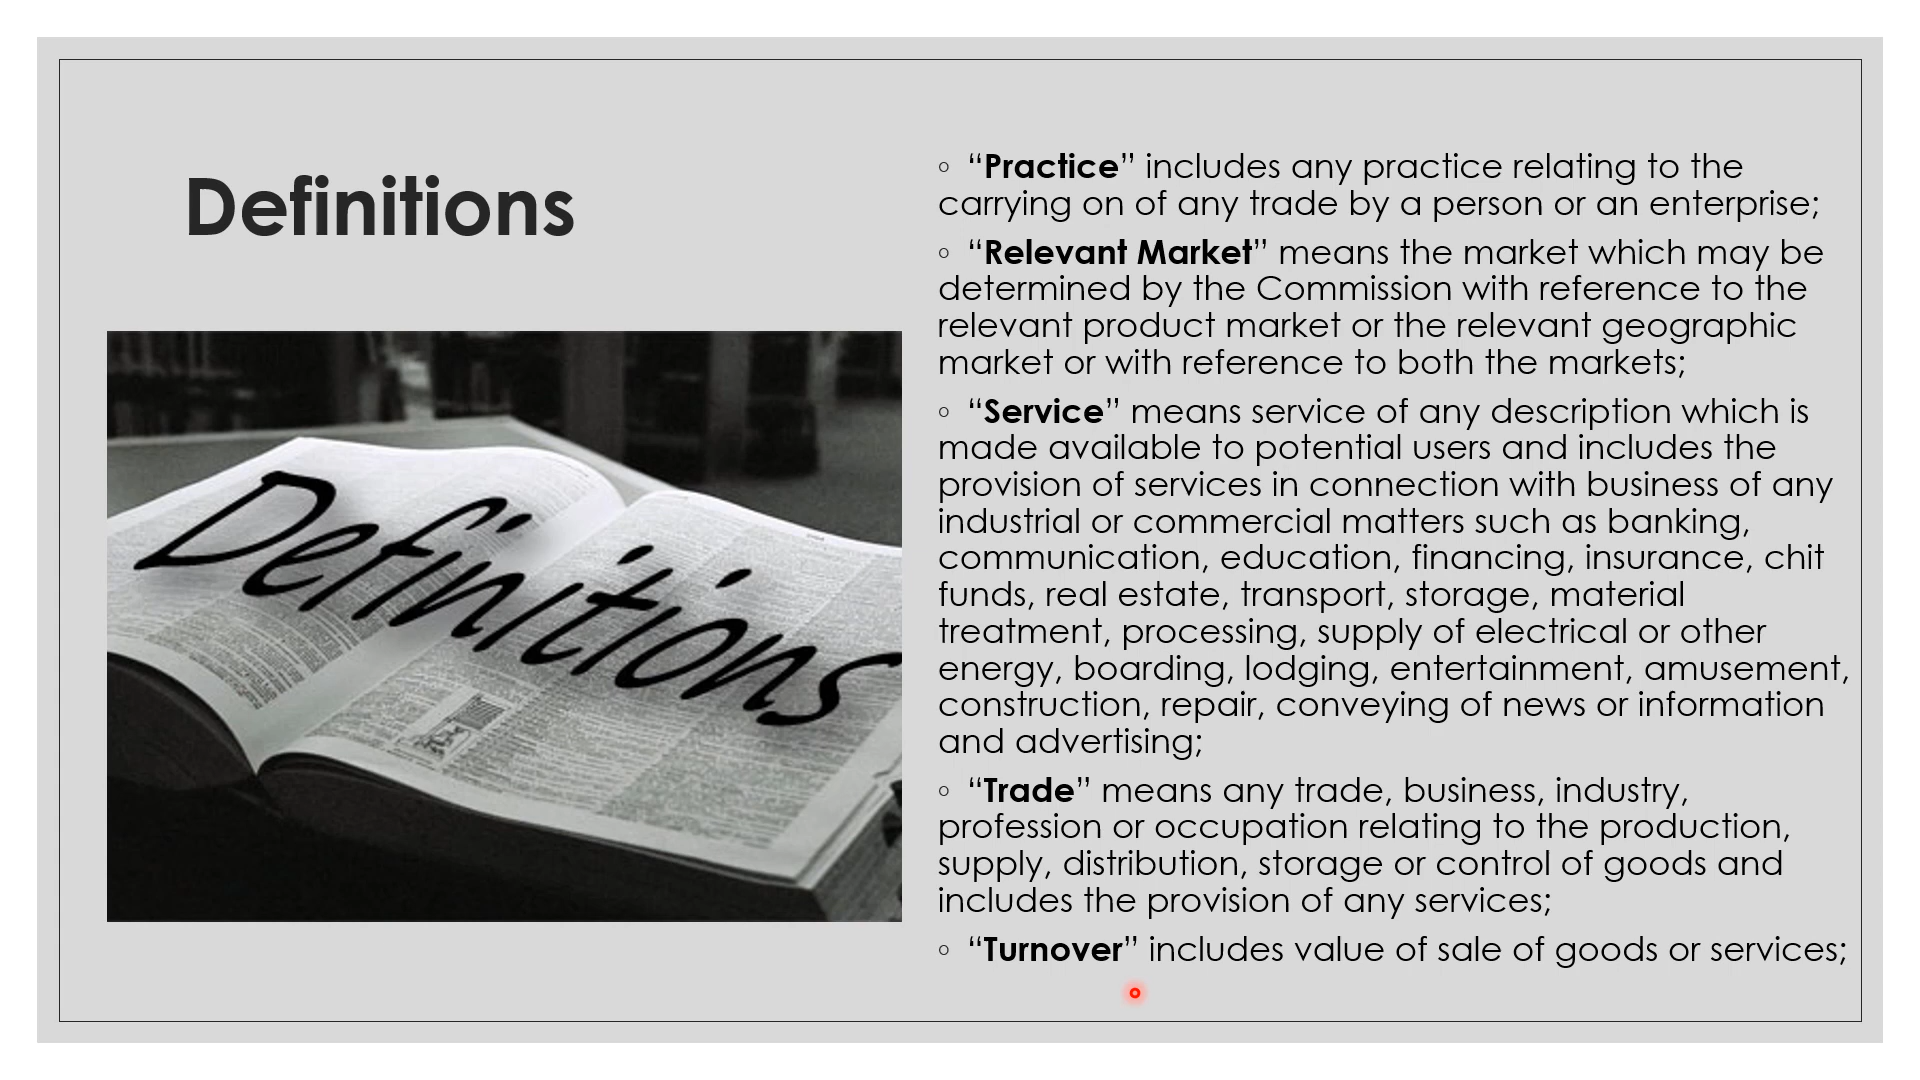 Definitions
Definitions
◦ “Practice” includes any practice relating to the
carrying on of any trade by a person or an enterprise;
◦ “Relevant Market” means the market which may be
determined by the Commission with reference to the
relevant product market or the relevant geographic
market or with reference to both the markets;
◦ “Service” means service of any description which is
made available to potential users and includes the
provision of services in connection with business of any
industrial or commercial matters such as banking,
communication, education, financing, insurance, chit
funds, real estate, transport, storage, material
treatment, processing, supply of electrical or other
energy, boarding, lodging, entertainment, amusement,
construction, repair, conveying of news or information
and advertising;
◦ “Trade” means any trade, business, industry,
profession or occupation relating to the production,
supply, distribution, storage or control of goods and
includes the provision of any services;
◦ “Turnover” includes value of sale of goods or services;